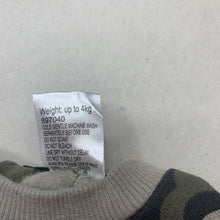 Weight: up to 4kg
897040
COLD GENTLE MACHINE WASH
SEPARATELY BEFORE USE
DO NOT SOAK
DO NOT BLEACH
LINE WITHOUT DELAY
DO NOT TUMBLE DRY